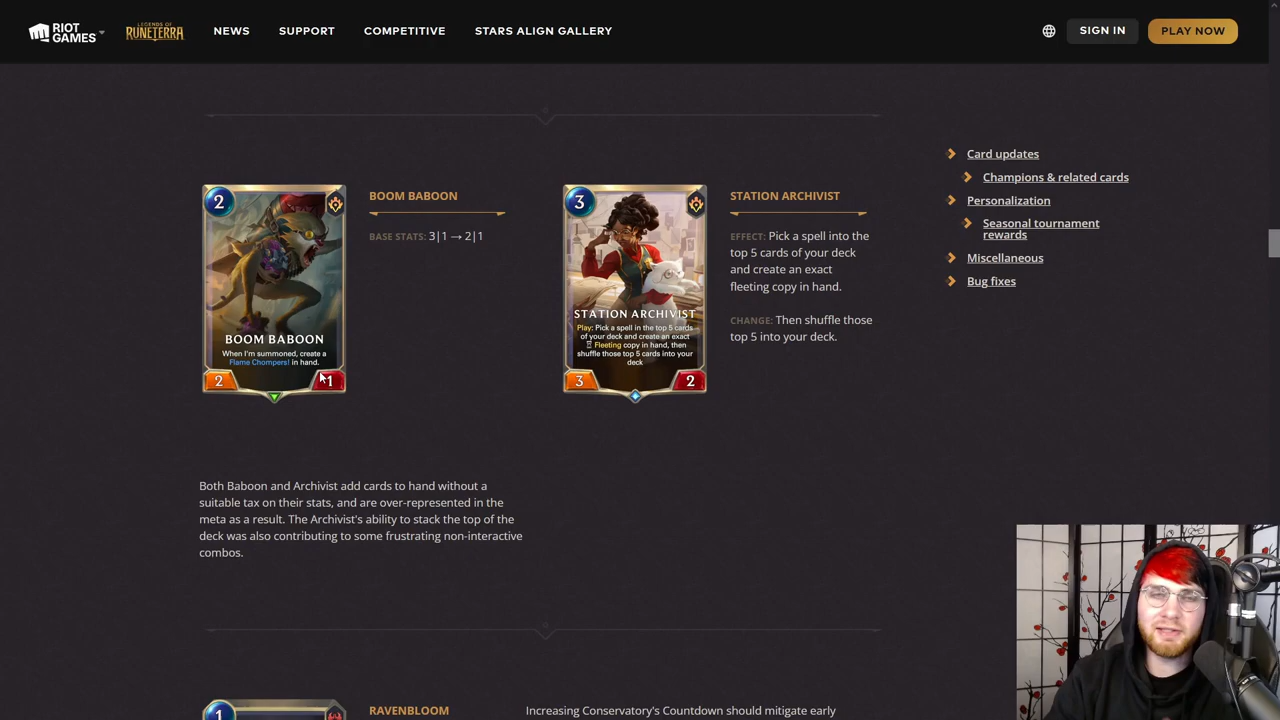 RIOT
GAMES
LEGENDS OF
RUNETERRA
NEWS
SUPPORT
COMPETITIVE
STARS ALIGN GALLERY
SIGN IN
PLAY NOW
Card updates
Champions & related cards
Personalization
Seasonal tournament
rewards
Miscellaneous
Bug fixes
2
BOOM BABOON
When I'm summoned, create a
Flame Chompers! in hand.
2
1
BOOM BABOON
BASE STATS: 3|1 → 2|1
3
STATION ARCHIVIST
Play: Pick a spell in the top 5 cards
of your deck and create an exact
Fleeting copy in hand, then
shuffle those top 5 cards into your
deck
3
2
STATION ARCHIVIST
EFFECT: Pick a spell into the
top 5 cards of your deck
and create an exact
fleeting copy in hand.
CHANGE: Then shuffle those
top 5 into your deck.
Both Baboon and Archivist add cards to hand without a
suitable tax on their stats, and are over-represented in the
meta as a result. The Archivist's ability to stack the top of the
deck was also contributing to some frustrating non-interactive
combos.
1
RAVENBLOOM
Increasing Conservatory's Countdown should mitigate early